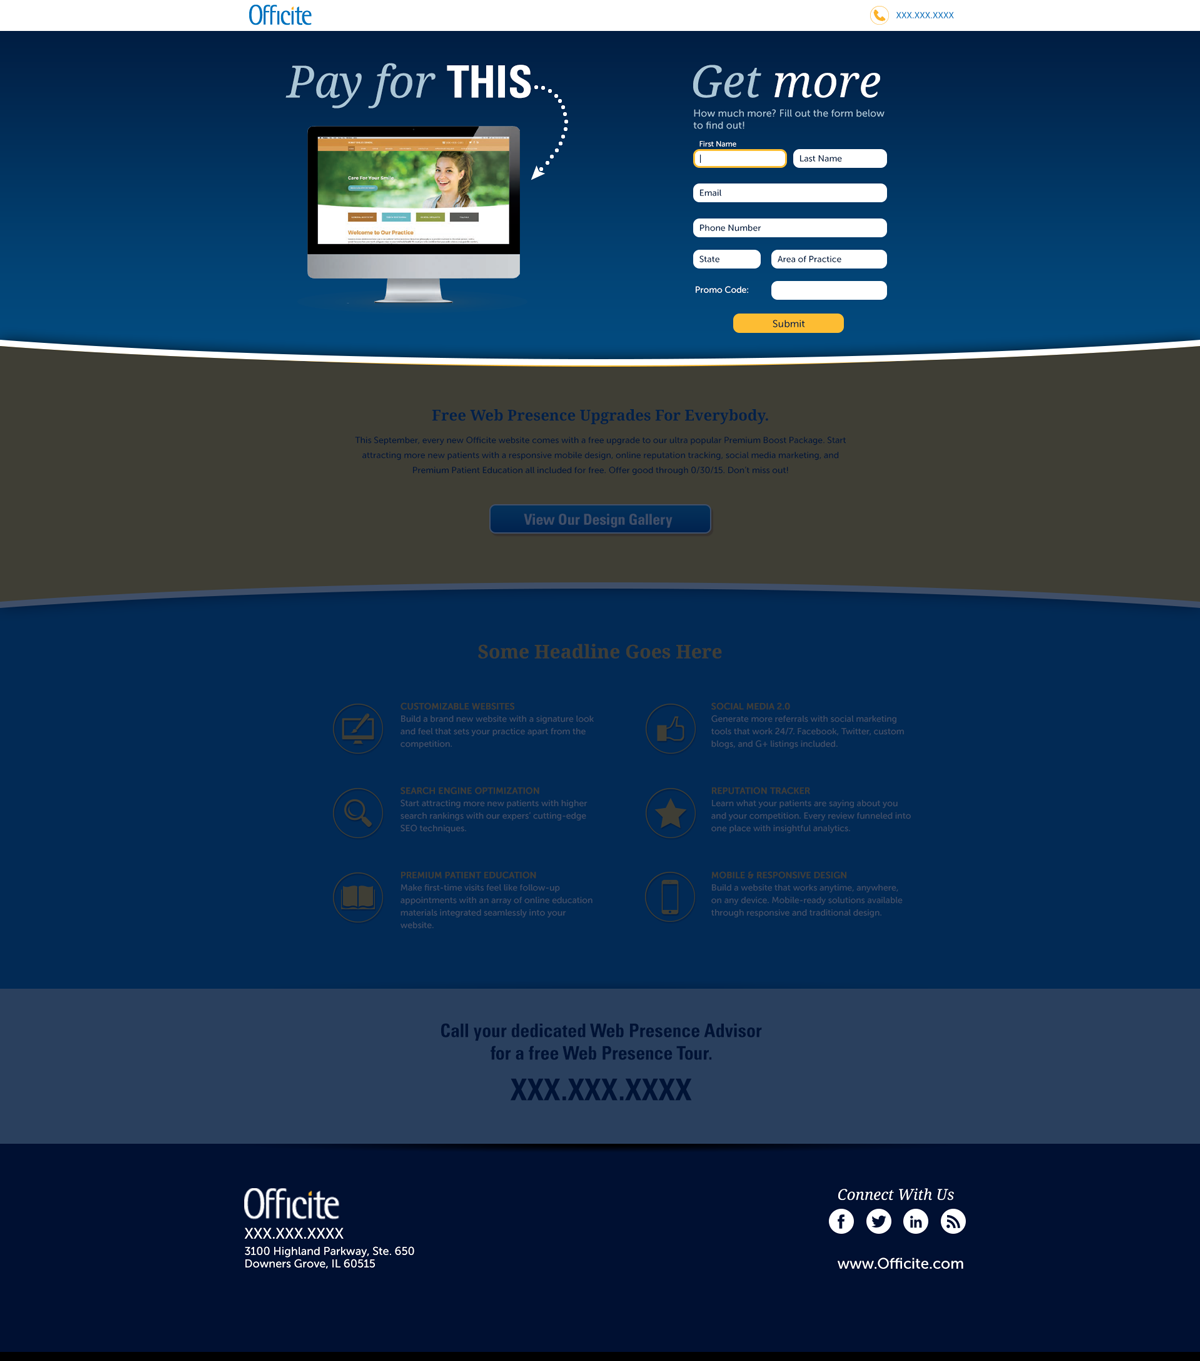 Officite
XXX.XXX.XXXX
Pay for THIS
Get more
How much more? Fill out the form below
to find out!
First Name
Last Name
Email
Phone Number
State
Area of Practice
Promo Code:
Submit
Care For Your Smile
Welcome to Our Practice
Free Web Presence Upgrades For Everybody.
This September, every new Officite website comes with a free upgrade to our ultra popular Premium Boost Package. Start
attracting more new patients with a responsive mobile design, online reputation tracking, social media marketing, and
Premium Patient Education all included for free. Offer good through 0/30/15. Don't miss out!
View Our Design Gallery
Some Headline Goes Here
CUSTOMIZABLE WEBSITES
Build a brand new website with a signature look
and feel that sets your practice apart from the
competition.
SOCIAL MEDIA 2.0
Generate more referrals with social marketing
tools that work 24/7. Facebook, Twitter, custom
blogs, and G+ listings included.
SEARCH ENGINE OPTIMIZATION
Start attracting more new patients with higher
search rankings with our expers' cutting-edge
SEO techniques.
REPUTATION TRACKER
Learn what your patients are saying about you
and your competition. Every review funneled into
one place with insightful analytics.
PREMIUM PATIENT EDUCATION
Make first-time visits feel like follow-up
appointments with an array of online education
materials integrated seamlessly into your
website.
MOBILE & RESPONSIVE DESIGN
Build a website that works anytime, anywhere,
on any device. Mobile-ready solutions available
through responsive and traditional design.
Call your dedicated Web Presence Advisor
for a free Web Presence Tour.
XXX.XXX.XXXX
Officite
XXX.XXX.XXXX
3100 Highland Parkway, Ste. 650
Downers Grove, IL 60515
Connect With Us
www.Officite.com